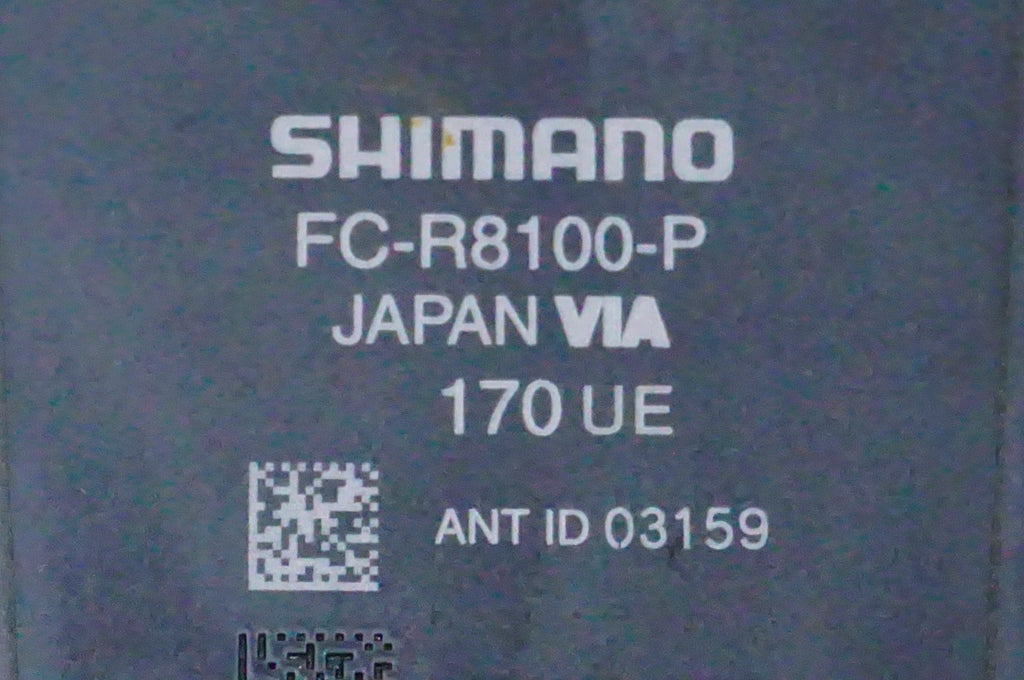 SHIMANO
FC-R8100-P
JAPAN VIA
170 UE
ANT ID 03159